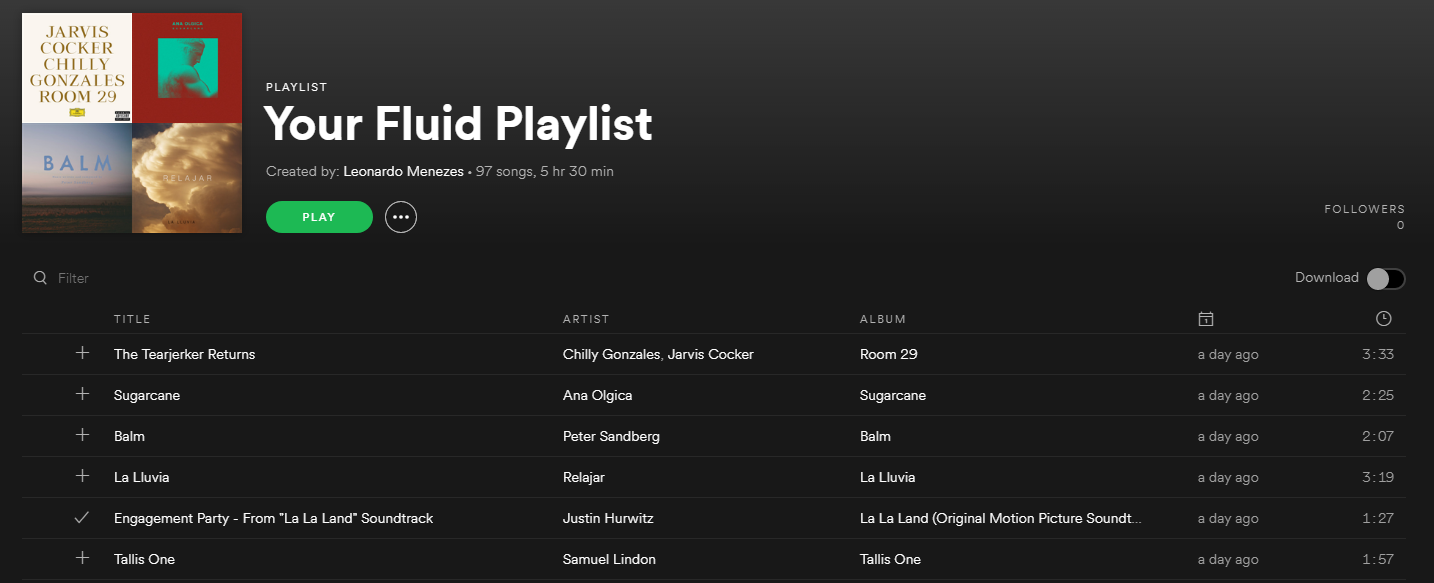 JARVIS
COCKER
CHILLY
GONZALES
ROOM 29
ANA OLGICA
BALM
RELAJAR
LA LLUVIA
PLAYLIST
Your Fluid Playlist
Created by: Leonardo Menezes • 97 songs, 5 hr 30 min
PLAY
FOLLOWERS
0
Filter
Download
TITLE ARTIST ALBUM
The Tearjerker Returns Chilly Gonzales, Jarvis Cocker Room 29 a day ago 3:33
Sugarcane Ana Olgica Sugarcane a day ago 2:25
Balm Peter Sandberg Balm a day ago 2:07
La Lluvia Relajar La Lluvia a day ago 3:19
Engagement Party - From "La La Land" Soundtrack Justin Hurwitz La La Land (Original Motion Picture Soundt... a day ago 1:27
Tallis One Samuel Lindon Tallis One a day ago 1:57